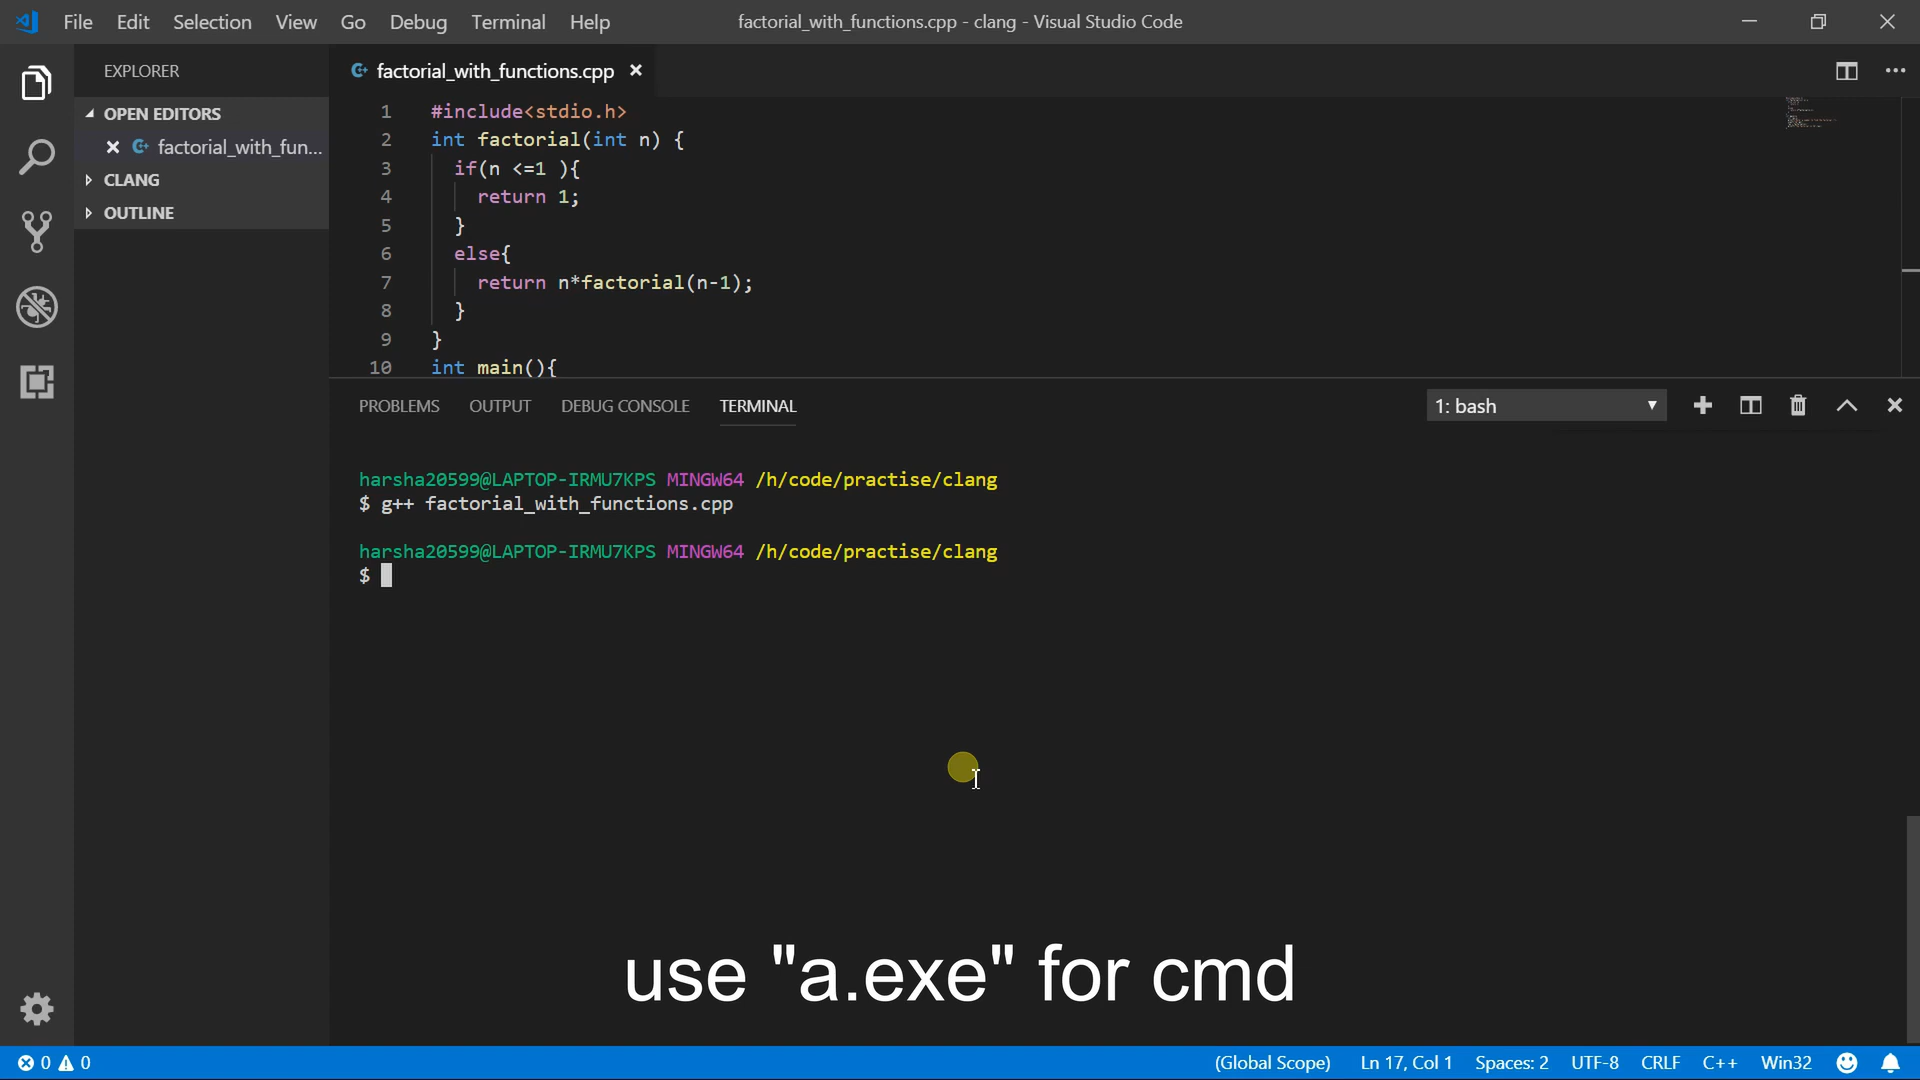 File Edit Selection View Go Debug Terminal Help
factorial_with_functions.cpp - clang - Visual Studio Code
EXPLORER
OPEN EDITORS
factorial_with_fun...
CLANG
OUTLINE
factorial_with_functions.cpp
1 #include<stdio.h>
2 int factorial(int n) {
3 if(n <=1 ){
4 return 1;
5 }
6 else{
7 return n*factorial(n-1);
8 }
9 }
10 int main(){
PROBLEMS OUTPUT DEBUG CONSOLE TERMINAL
1: bash
harsha20599@LAPTOP-IRMU7KPS MINGW64 /h/code/practise/clang
$ g++ factorial_with_functions.cpp
harsha20599@LAPTOP-IRMU7KPS MINGW64 /h/code/practise/clang
$
use "a.exe" for cmd
0 0
(Global Scope) Ln 17, Col 1 Spaces: 2 UTF-8 CRLF C++ Win32